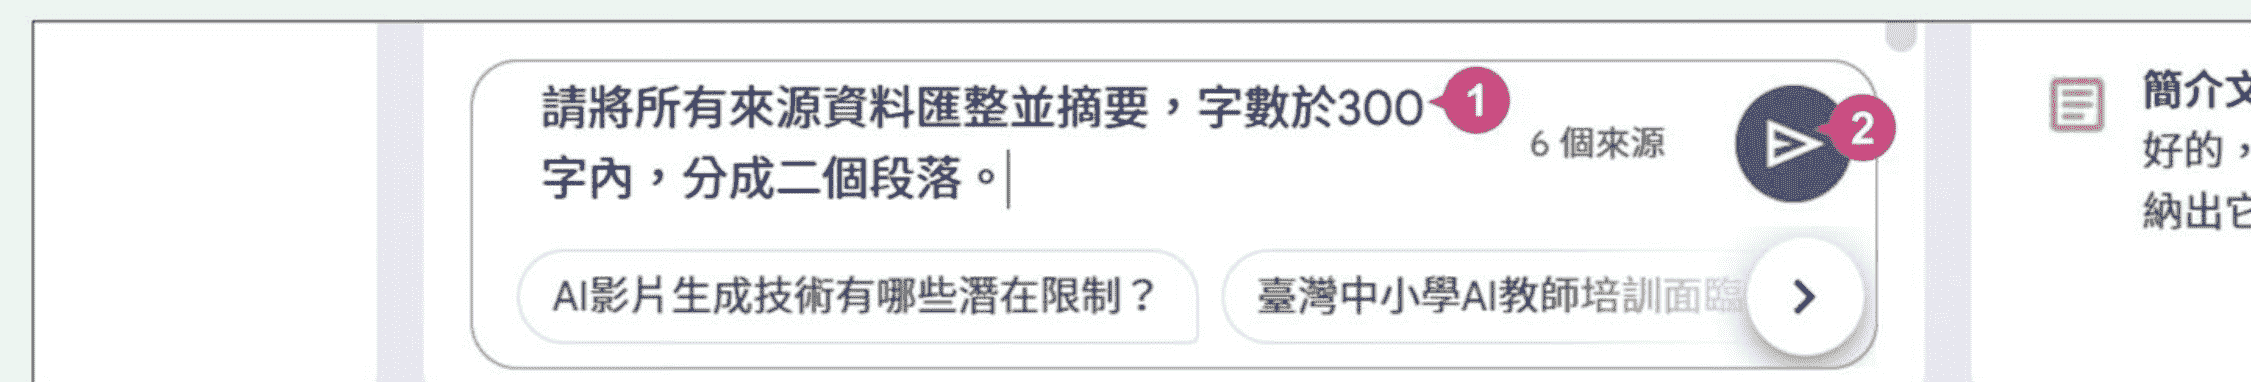 請將所有來源資料匯整並摘要，字數於300
字內，分成二個段落。
1
6 個來源
2
AI影片生成技術有哪些潛在限制？
臺灣中小學AI教師培訓面臨
簡介文
好的，
納出它